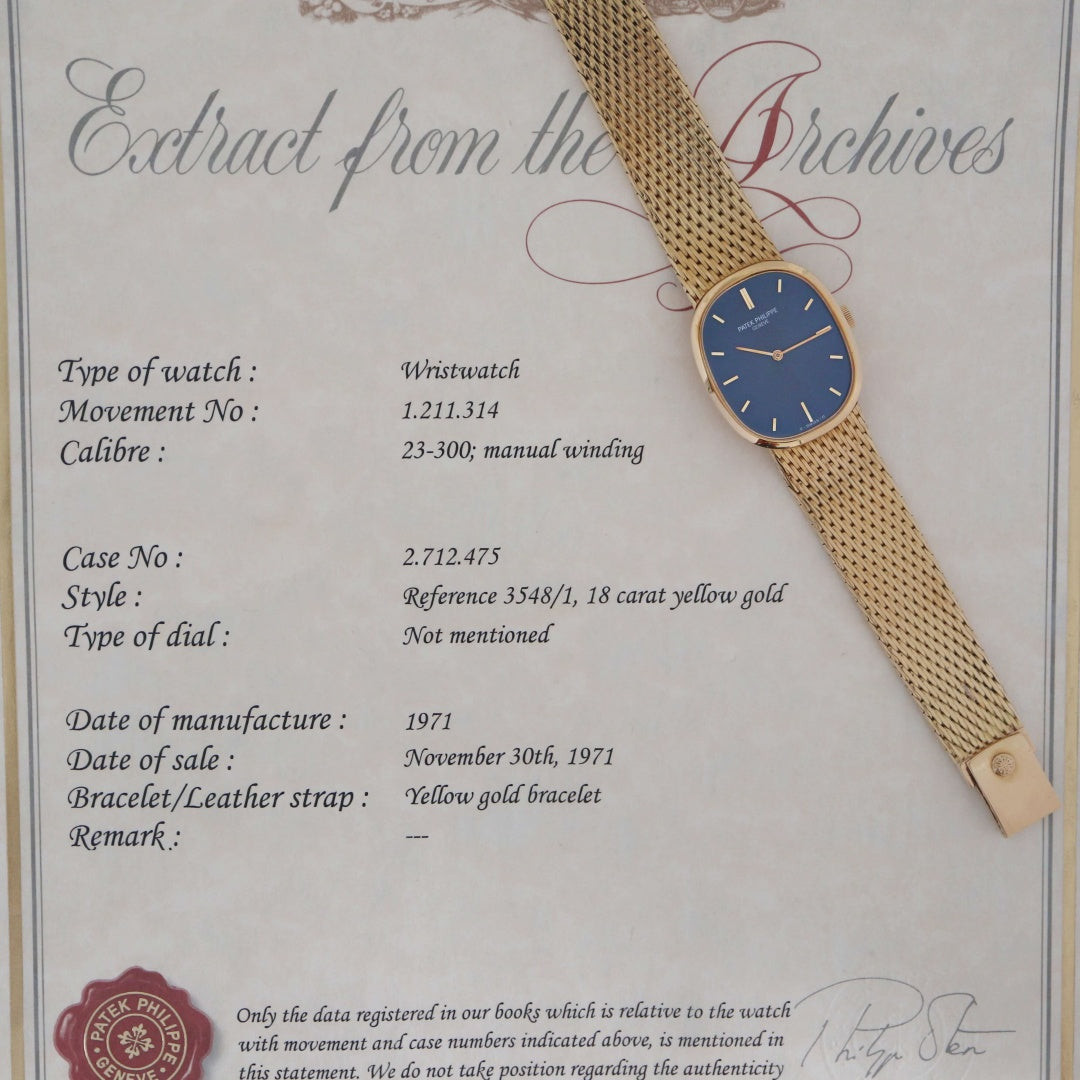 Extract from the Archives
PATEK PHILIPPE
GENEVE
Type of watch : Wristwatch
Movement No : 1.211.314
Calibre : 23-300; manual winding
Case No : 2.712.475
Style : Reference 3548/1, 18 carat yellow gold
Type of dial : Not mentioned
Date of manufacture : 1971
Date of sale : November 30th, 1971
Bracelet/Leather strap : Yellow gold bracelet
Remark : ---
PATEK PHILIPPE
GENEVE
Only the data registered in our books which is relative to the watch
with movement and case numbers indicated above, is mentioned in
this statement. We do not take position regarding the authenticity